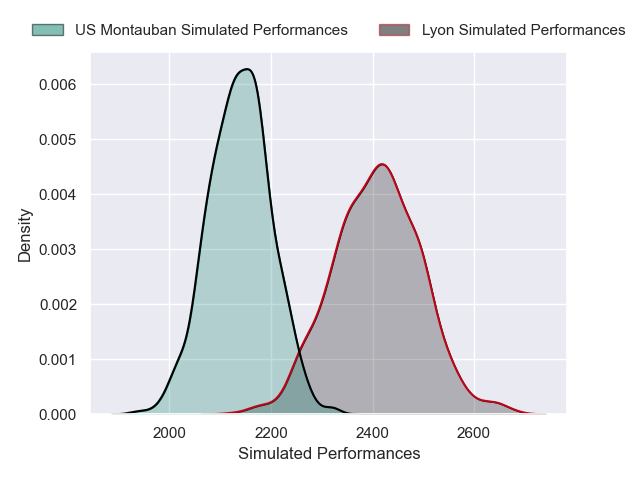 US Montauban Simulated Performances
Lyon Simulated Performances
0.006
0.005
0.004
0.003
0.002
0.001
0.000
Density
2000
2200
2400
2600
Simulated Performances